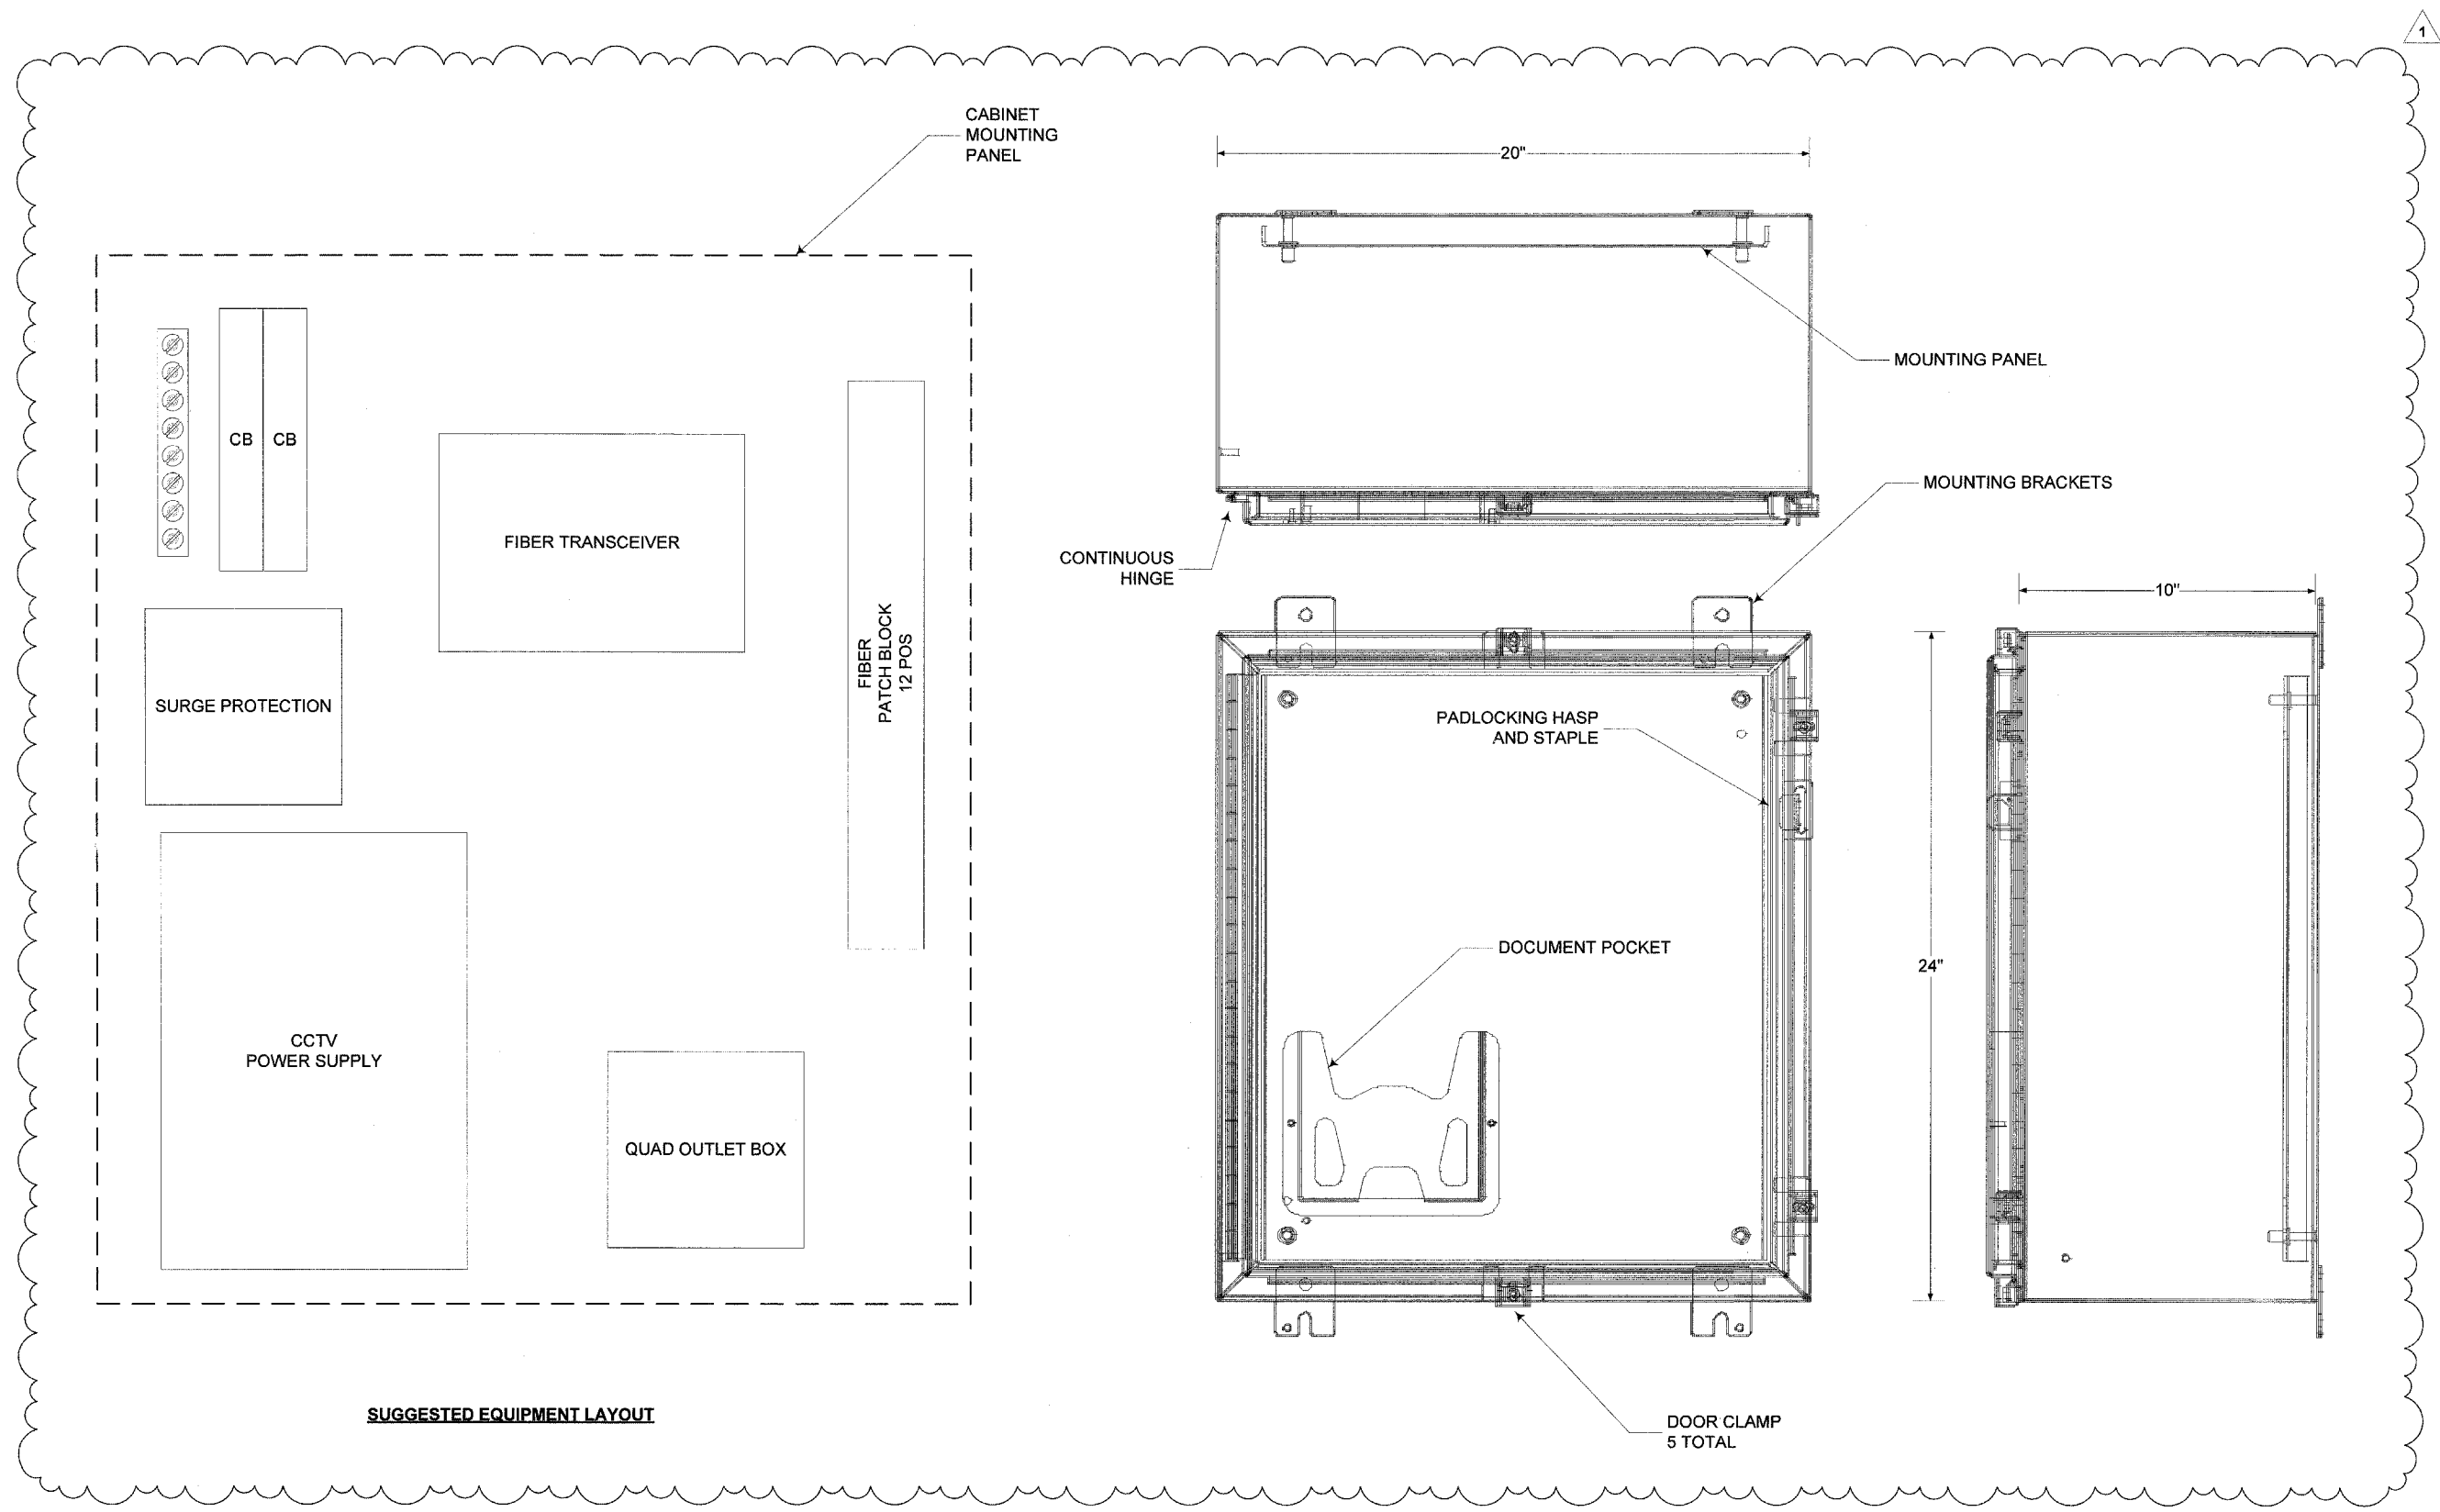 1
CABINET
MOUNTING
PANEL
20"
MOUNTING PANEL
CB CB
MOUNTING BRACKETS
FIBER TRANSCEIVER
CONTINUOUS
HINGE
10"
FIBER
PATCH BLOCK
12 POS
SURGE PROTECTION
PADLOCKING HASP
AND STAPLE
DOCUMENT POCKET
24"
CCTV
POWER SUPPLY
QUAD OUTLET BOX
SUGGESTED EQUIPMENT LAYOUT
DOOR CLAMP
5 TOTAL